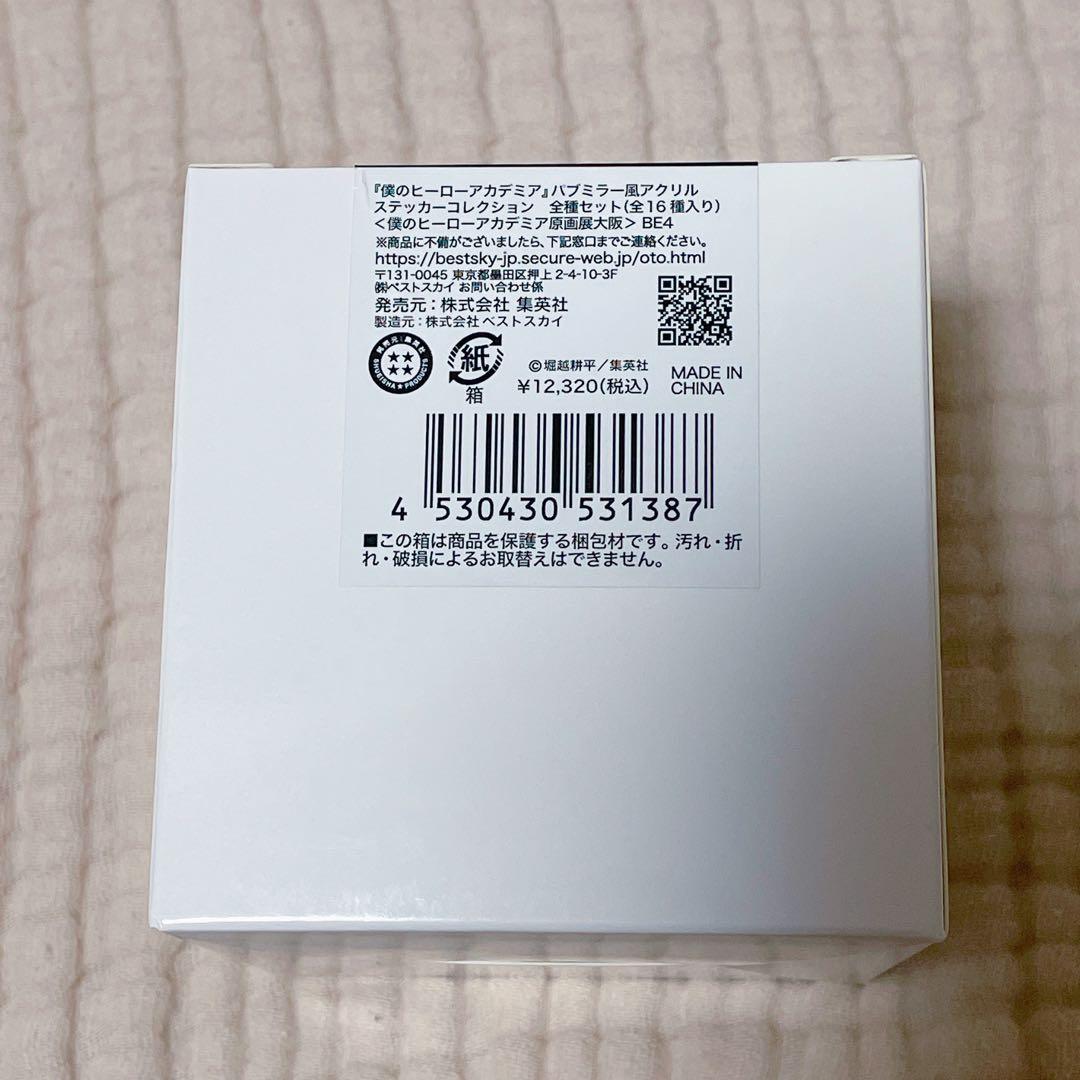 『僕のヒーローアカデミア』パブミラー風アクリル
ステッカーコレクション　全種セット(全16種入り)
＜僕のヒーローアカデミア原画展大阪＞ BE4
※商品に不備がございましたら、下記窓口までご連絡ください。
https://bestsky-jp.secure-web.jp/oto.html
〒131-0045 東京都墨田区押上 2-4-10-3F
㈱ベストスカイ お問い合わせ係
発売元：株式会社 集英社
製造元：株式会社 ベストスカイ
発売元 集英社
SHUEISHA★PRODUCTS
紙
箱
©堀越耕平／集英社
￥12,320(税込)
MADE IN
CHINA
4 530430 531387
■この箱は商品を保護する梱包材です。汚れ・折
れ・破損によるお取替えはできません。